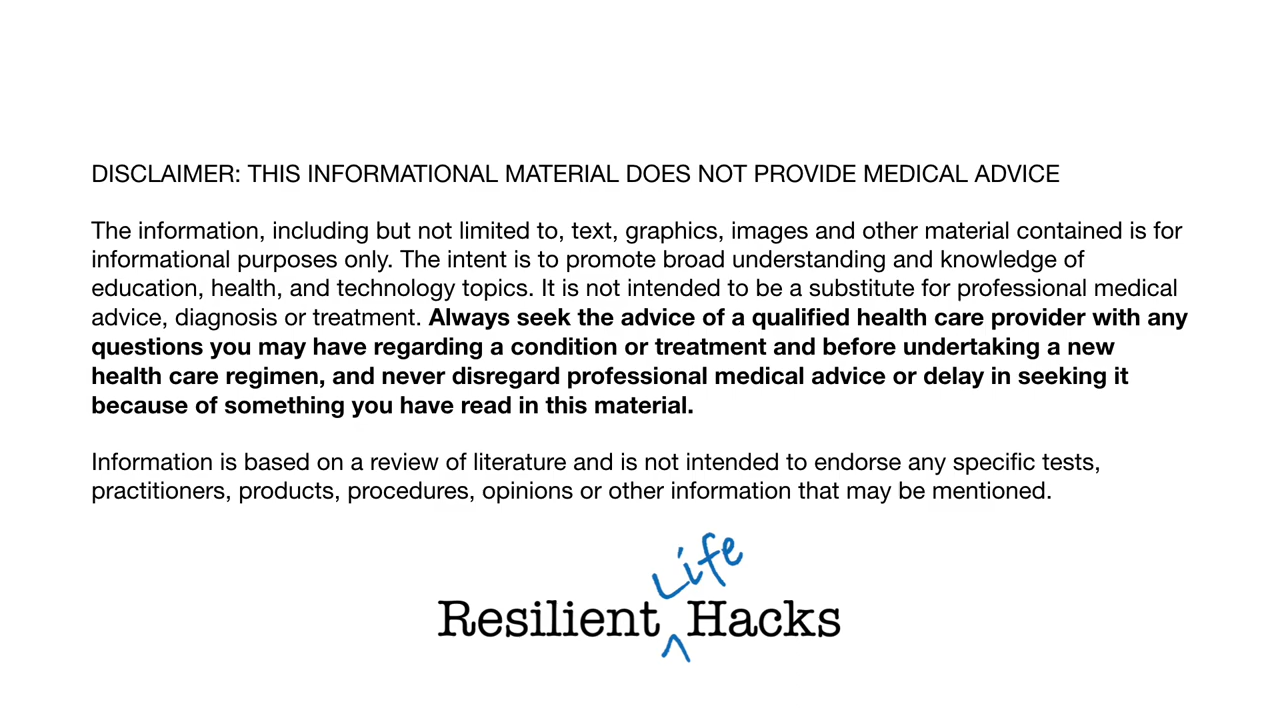 DISCLAIMER: THIS INFORMATIONAL MATERIAL DOES NOT PROVIDE MEDICAL ADVICE
The information, including but not limited to, text, graphics, images and other material contained is for
informational purposes only. The intent is to promote broad understanding and knowledge of
education, health, and technology topics. It is not intended to be a substitute for professional medical
advice, diagnosis or treatment. Always seek the advice of a qualified health care provider with any
questions you may have regarding a condition or treatment and before undertaking a new
health care regimen, and never disregard professional medical advice or delay in seeking it
because of something you have read in this material.
Information is based on a review of literature and is not intended to endorse any specific tests,
practitioners, products, procedures, opinions or other information that may be mentioned.
Life
Resilient Hacks